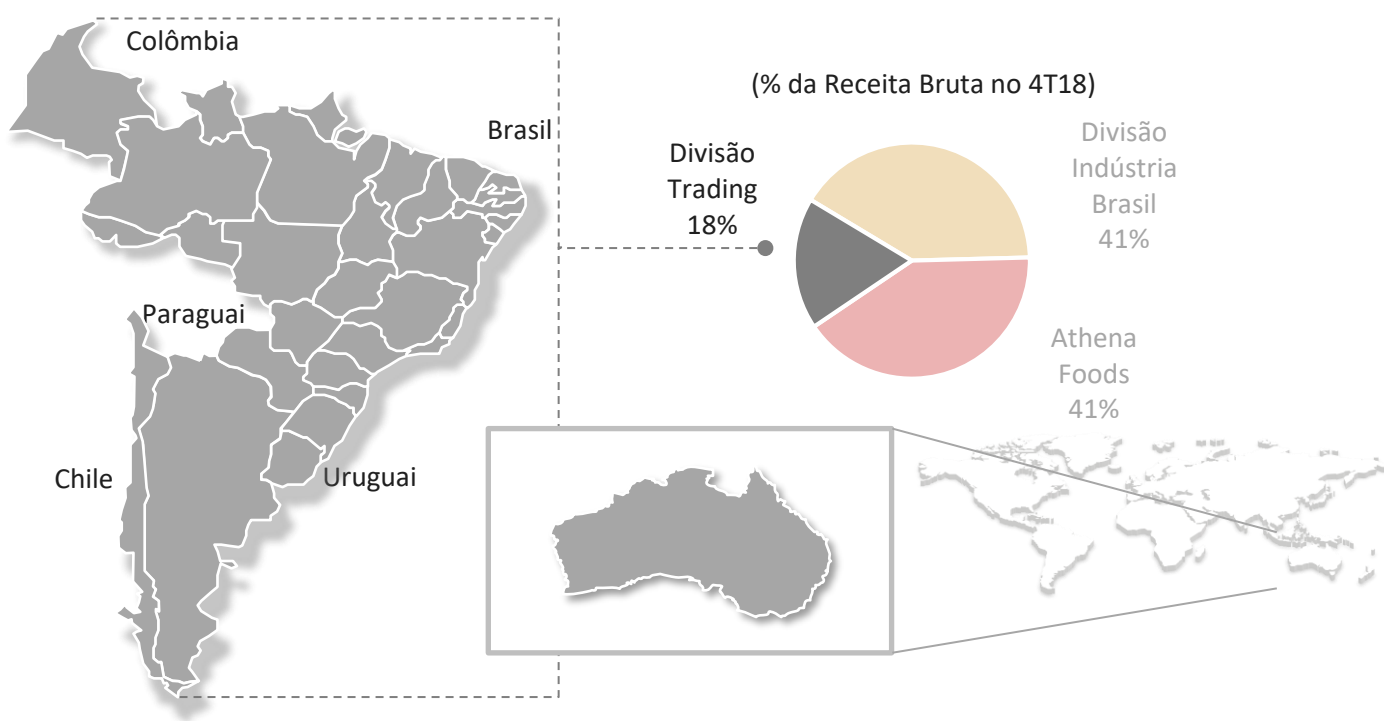 Colômbia
Brasil
Paraguai
Chile
Uruguai
(% da Receita Bruta no 4T18)
Divisão
Trading
18%
Divisão
Indústria
Brasil
41%
Athena
Foods
41%